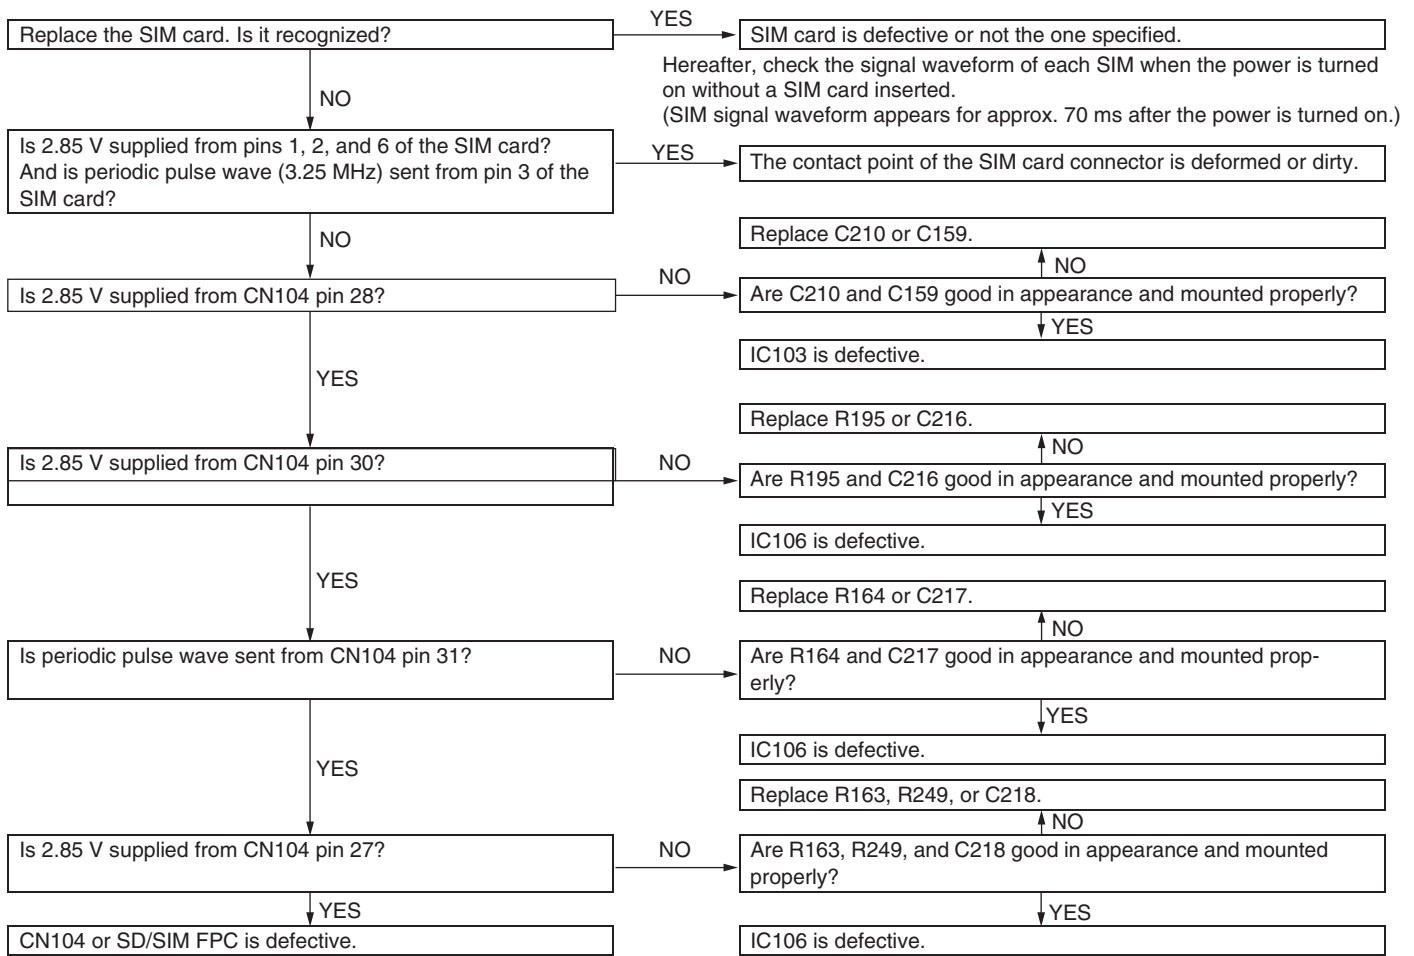 YES
Replace the SIM card. Is it recognized?
SIM card is defective or not the one specified.
Hereafter, check the signal waveform of each SIM when the power is turned
on without a SIM card inserted.
(SIM signal waveform appears for approx. 70 ms after the power is turned on.)
NO
Is 2.85 V supplied from pins 1, 2, and 6 of the SIM card?
And is periodic pulse wave (3.25 MHz) sent from pin 3 of the
SIM card?
YES
The contact point of the SIM card connector is deformed or dirty.
NO
Replace C210 or C159.
NO
Is 2.85 V supplied from CN104 pin 28?
NO
Are C210 and C159 good in appearance and mounted properly?
YES
IC103 is defective.
YES
Replace R195 or C216.
NO
Is 2.85 V supplied from CN104 pin 30?
NO
Are R195 and C216 good in appearance and mounted properly?
YES
IC106 is defective.
YES
Replace R164 or C217.
NO
Is periodic pulse wave sent from CN104 pin 31?
NO
Are R164 and C217 good in appearance and mounted prop-
erly?
YES
IC106 is defective.
YES
Replace R163, R249, or C218.
NO
Is 2.85 V supplied from CN104 pin 27?
NO
Are R163, R249, and C218 good in appearance and mounted
properly?
YES
YES
CN104 or SD/SIM FPC is defective.
IC106 is defective.